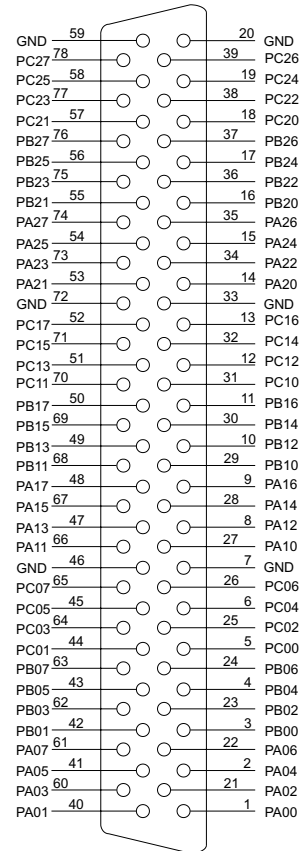 GND 59 20 GND
PC27 78 39 PC26
PC25 58 19 PC24
PC23 77 38 PC22
PC21 57 18 PC20
PB27 76 37 PB26
PB25 56 17 PB24
PB23 75 36 PB22
PB21 55 16 PB20
PA27 74 35 PA26
PA25 54 15 PA24
PA23 73 34 PA22
PA21 53 14 PA20
GND 72 33 GND
PC17 52 13 PC16
PC15 71 32 PC14
PC13 51 12 PC12
PC11 70 31 PC10
PB17 50 11 PB16
PB15 69 30 PB14
PB13 49 10 PB12
PB11 68 29 PB10
PA17 48 9 PA16
PA15 67 28 PA14
PA13 47 8 PA12
PA11 66 27 PA10
GND 46 7 GND
PC07 65 26 PC06
PC05 45 6 PC04
PC03 64 25 PC02
PC01 44 5 PC00
PB07 63 24 PB06
PB05 43 4 PB04
PB03 62 23 PB02
PB01 42 3 PB00
PA07 61 22 PA06
PA05 41 2 PA04
PA03 60 21 PA02
PA01 40 1 PA00